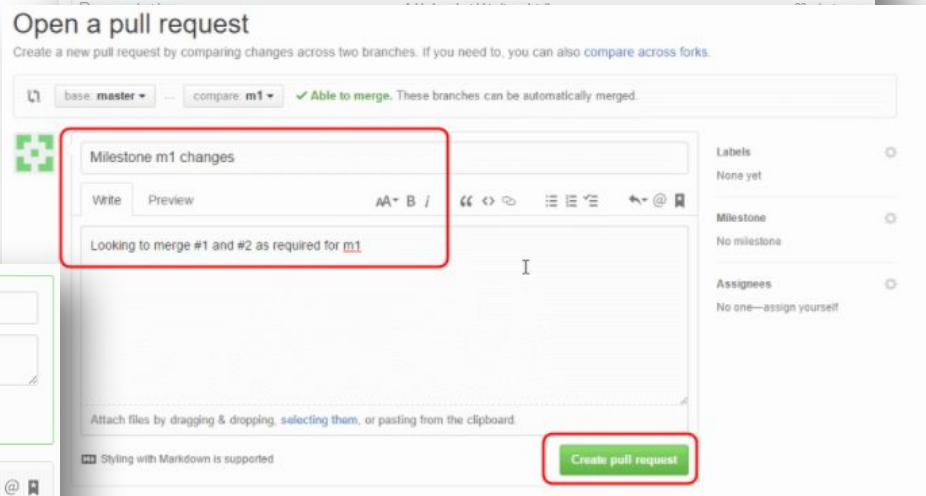 Open a pull request
Create a new pull request by comparing changes across two branches. If you need to, you can also compare across forks.
base: master ... compare: m1 ✓ Able to merge. These branches can be automatically merged.
Milestone m1 changes
Write Preview AA B i
Looking to merge #1 and #2 as required for m1
Attach files by dragging & dropping, selecting them, or pasting from the clipboard.
Styling with Markdown is supported
Create pull request
Labels
None yet
Milestone
No milestone
Assignees
No one—assign yourself
@